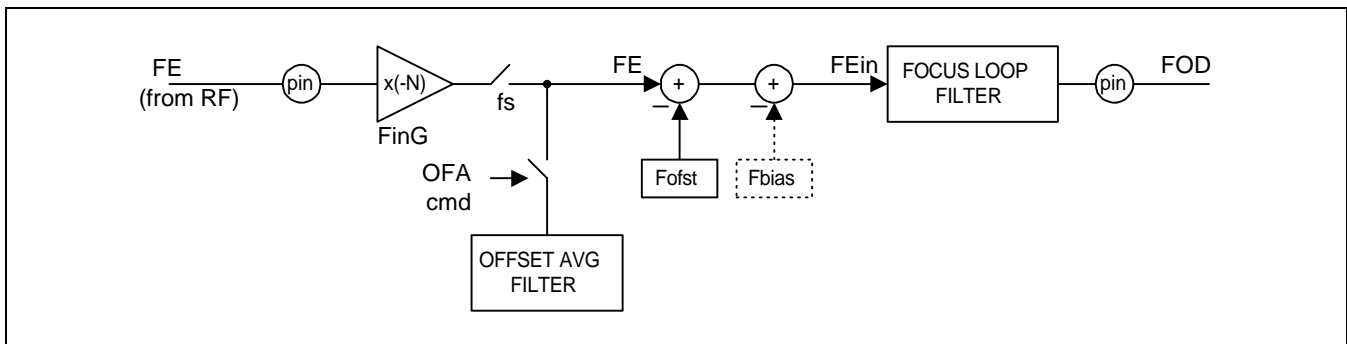 FE
(from RF)
pin
x(-N)
FinG
fs
FE
+
−
+
−
FEin
FOCUS LOOP
FILTER
pin
FOD
OFA
cmd
Fofst
Fbias
OFFSET AVG
FILTER